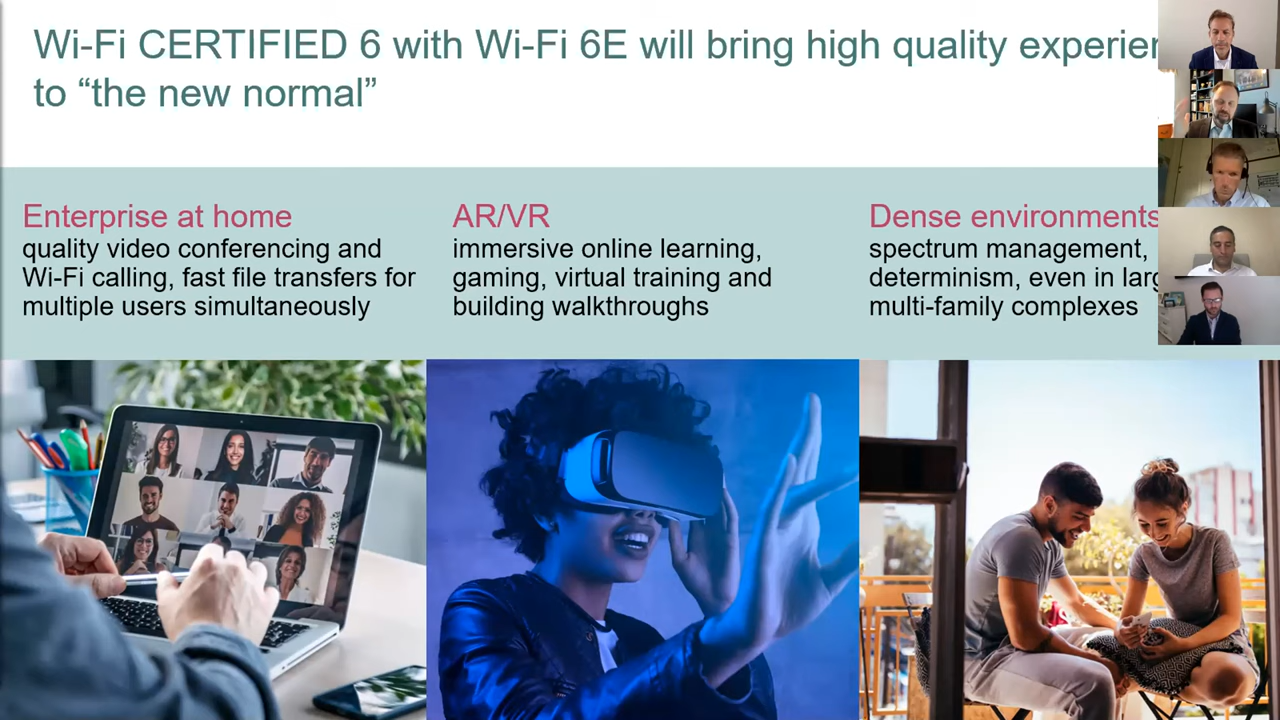 Wi-Fi CERTIFIED 6 with Wi-Fi 6E will bring high quality experien
to “the new normal”
Enterprise at home
quality video conferencing and
Wi-Fi calling, fast file transfers for
multiple users simultaneously
AR/VR
immersive online learning,
gaming, virtual training and
building walkthroughs
Dense environments
spectrum management,
determinism, even in larg
multi-family complexes